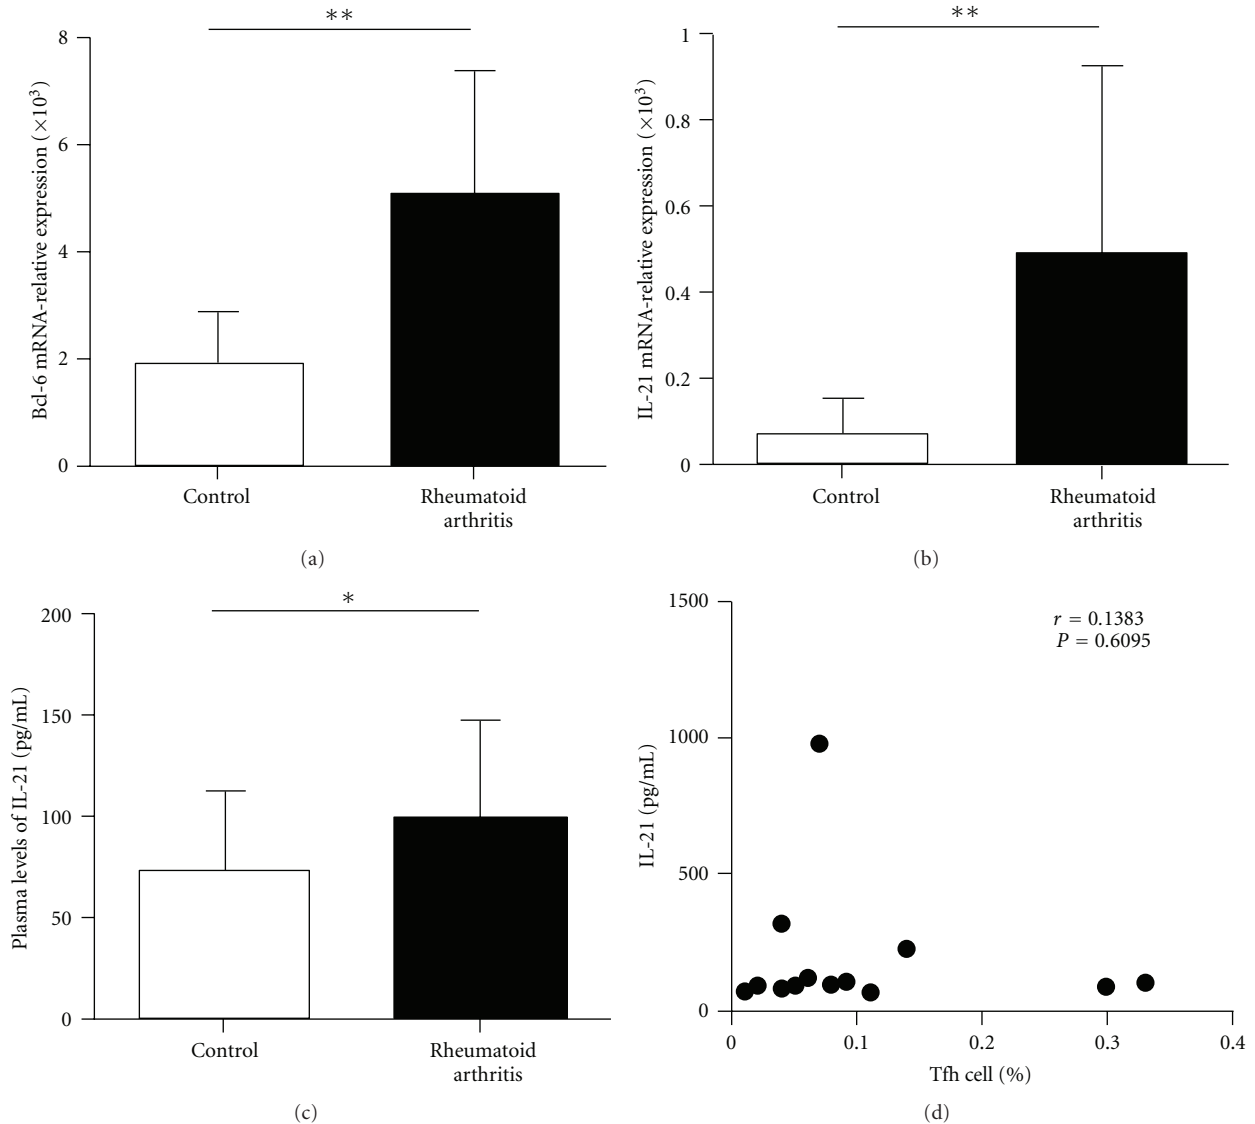 **
8
6
4
2
0
Bcl-6 mRNA-relative expression (×10³)
Control
Rheumatoid
arthritis
(a)
**
1
0.8
0.6
0.4
0.2
0
IL-21 mRNA-relative expression (×10³)
Control
Rheumatoid
arthritis
(b)
*
200
150
100
50
0
Plasma levels of IL-21 (pg/mL)
Control
Rheumatoid
arthritis
(c)
1500
1000
500
0
IL-21 (pg/mL)
r = 0.1383
P = 0.6095
0 0.1 0.2 0.3 0.4
Tfh cell (%)
(d)